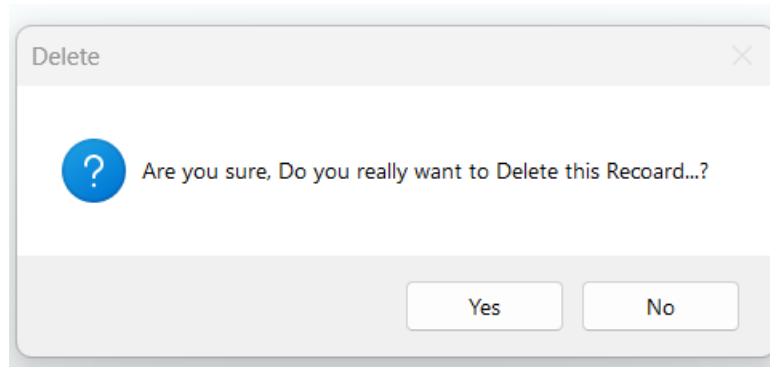 Delete
?
Are you sure, Do you really want to Delete this Recoard...?
Yes
No